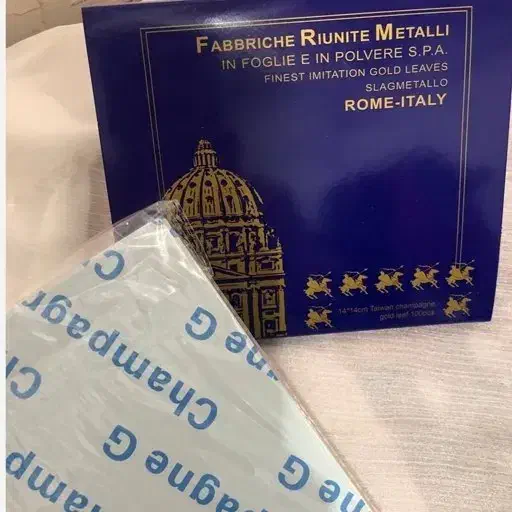 FABBRICHE RIUNITE METALLI
IN FOGLIE E IN POLVERE S.P.A.
FINEST IMITATION GOLD LEAVES
SLAGMETALLO
ROME-ITALY
14*14cm Taiwan champagne
gold leaf 100pcs
Champagne G
Champagne G
Champagne G